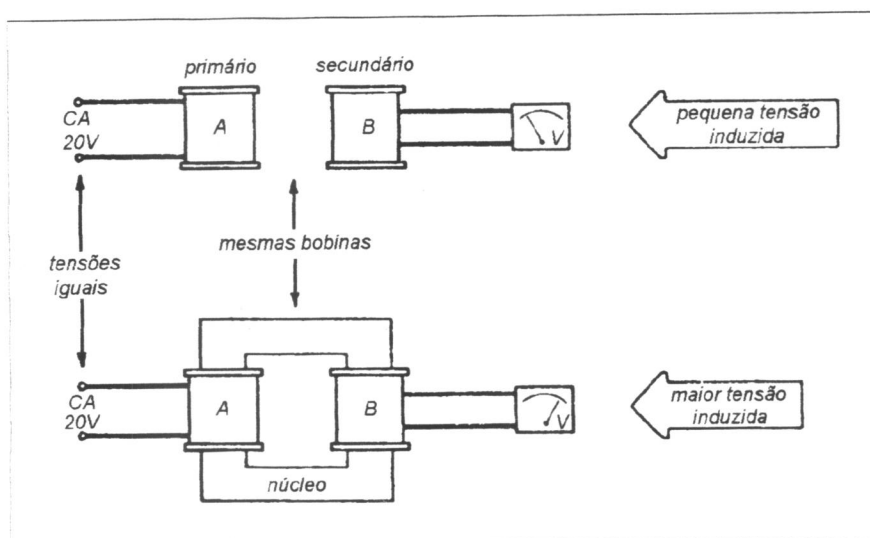 primário
secundário
CA
20V
A
B
V
pequena tensão
induzida
mesmas bobinas
tensões
iguais
CA
20V
A
B
V
maior tensão
induzida
núcleo